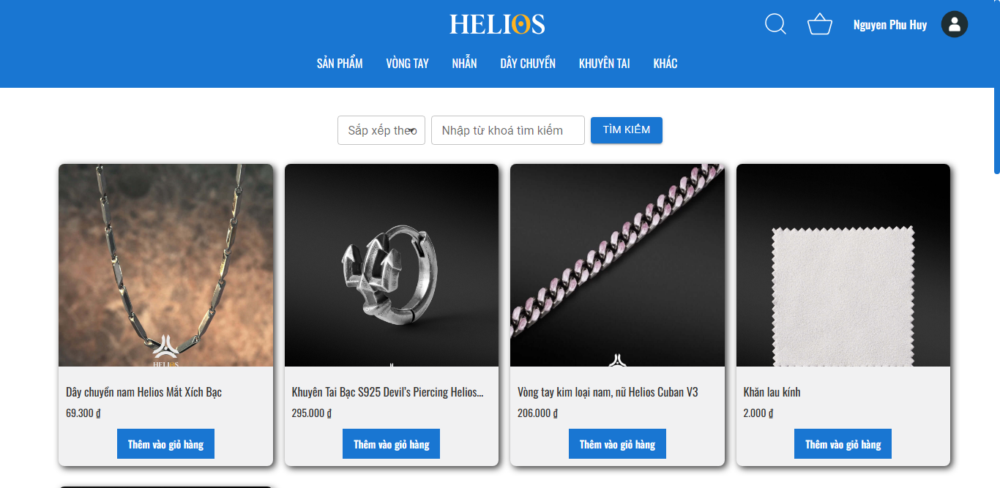 HELIOS
Nguyen Phu Huy
SẢN PHẨM VÒNG TAY NHẪN DÂY CHUYỀN KHUYÊN TAI KHÁC
Sắp xếp theo Nhập từ khoá tìm kiếm TÌM KIẾM
HELIOS
Dây chuyền nam Helios Mắt Xích Bạc
69.300 ₫
Thêm vào giỏ hàng
Khuyên Tai Bạc S925 Devil’s Piercing Helios...
295.000 ₫
Thêm vào giỏ hàng
Vòng tay kim loại nam, nữ Helios Cuban V3
206.000 ₫
Thêm vào giỏ hàng
Khăn lau kính
2.000 ₫
Thêm vào giỏ hàng